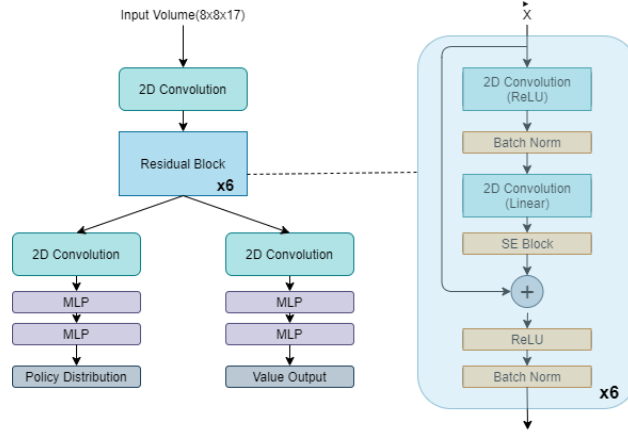 Input Volume(8x8x17)
2D Convolution
Residual Block
x6
2D Convolution
2D Convolution
MLP
MLP
MLP
MLP
Policy Distribution
Value Output
X
2D Convolution
(ReLU)
Batch Norm
2D Convolution
(Linear)
SE Block
+
ReLU
Batch Norm
x6